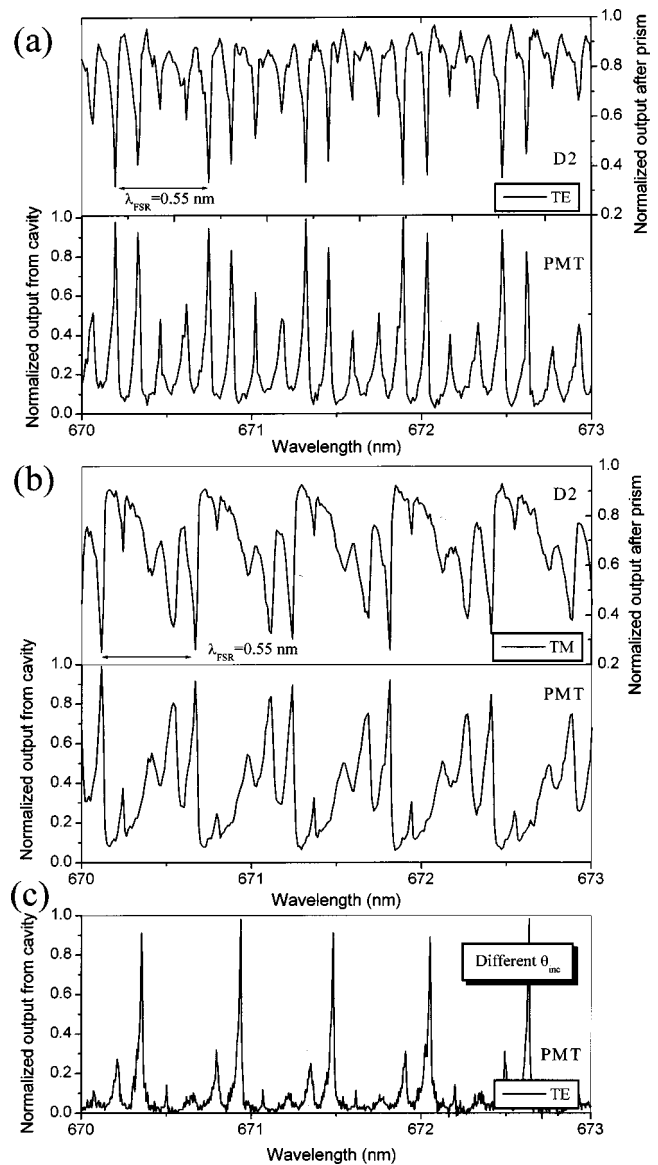 (a)
1.0
0.8
0.6
0.4
0.2
Normalized output after prism
D2
TE
λFSR=0.55 nm
1.0
0.8
0.6
0.4
0.2
0.0
Normalized output from cavity
PMT
670
671
672
673
Wavelength (nm)
(b)
1.0
0.8
0.6
0.4
0.2
Normalized output after prism
D2
TM
λFSR=0.55 nm
1.0
0.8
0.6
0.4
0.2
0.0
Normalized output from cavity
PMT
670
671
672
673
Wavelength (nm)
(c)
1.0
0.8
0.6
0.4
0.2
0.0
Normalized output from cavity
Different θinc
PMT
TE
670
671
672
673
Wavelength (nm)